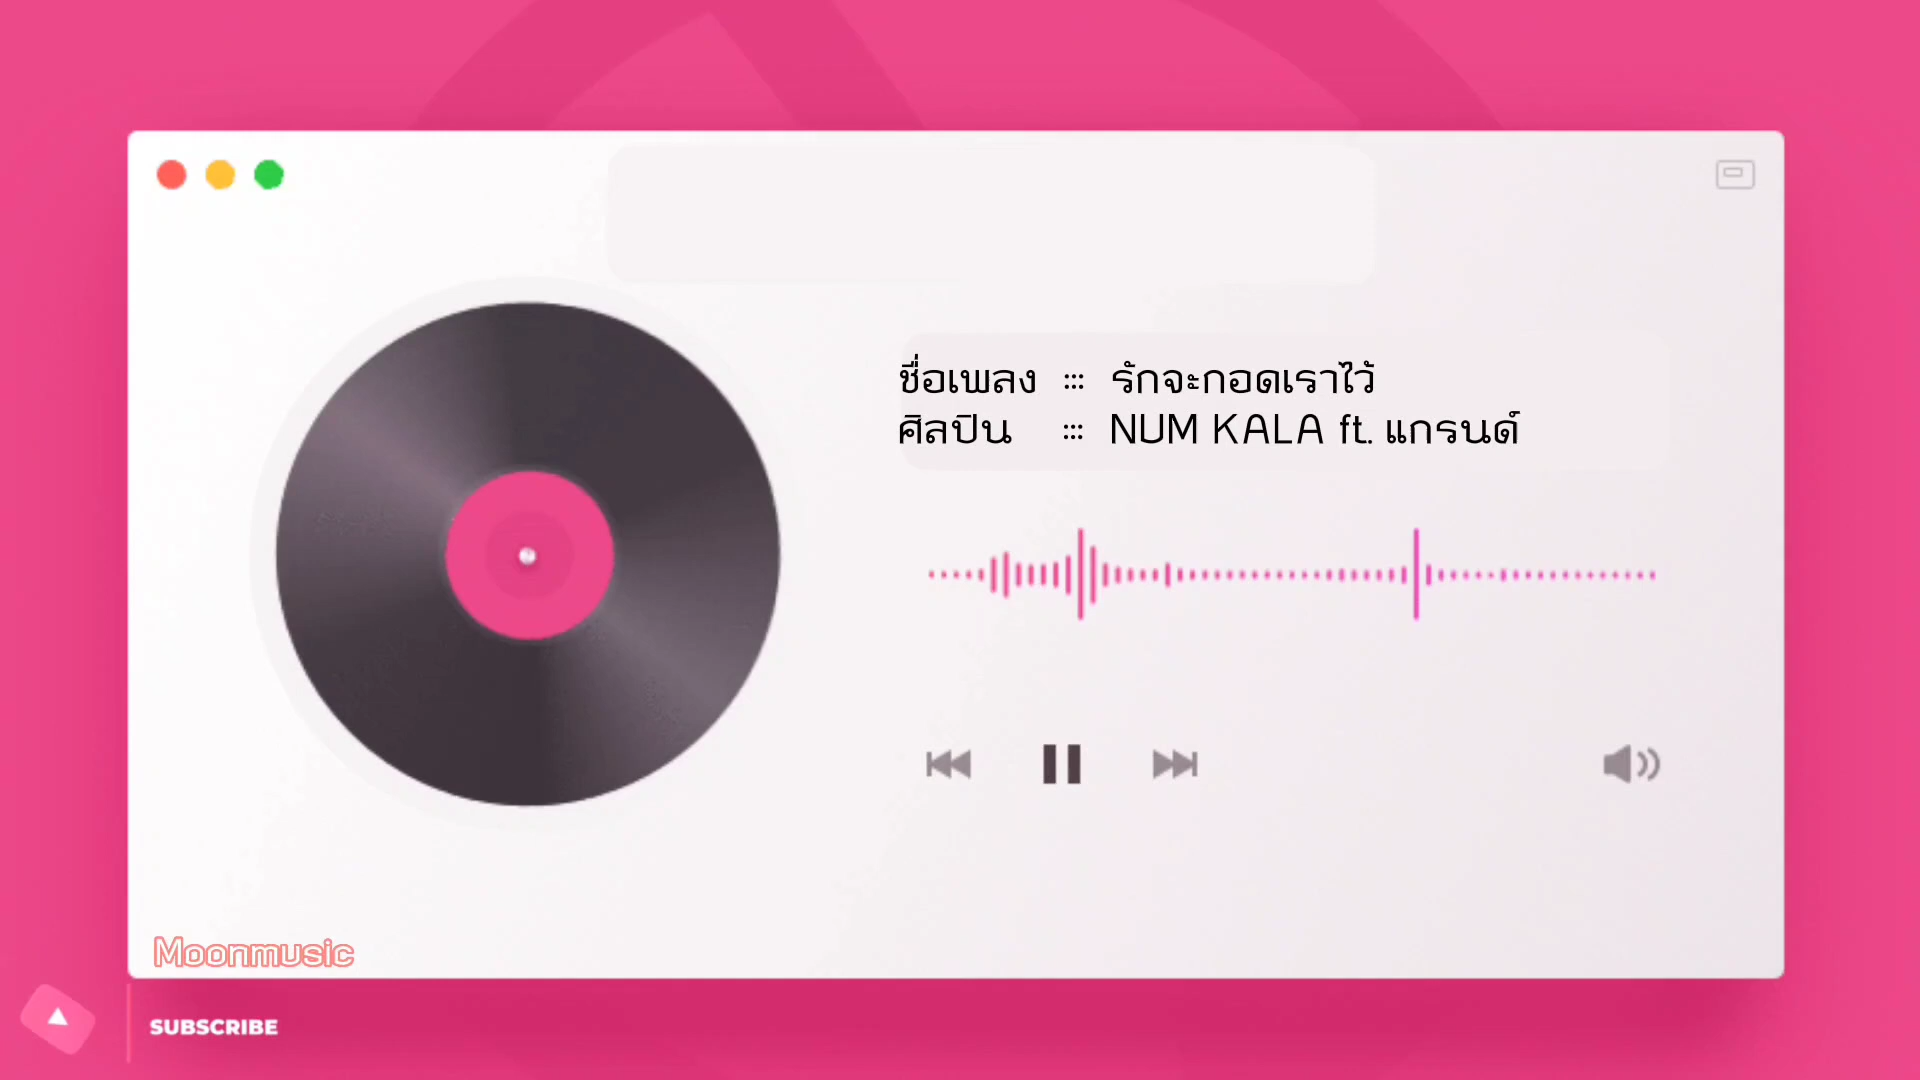 ชื่อเพลง ::: รักจะกอดเราไว้
ศิลปิน ::: NUM KALA ft. แกรนด์
Moonmusic
SUBSCRIBE